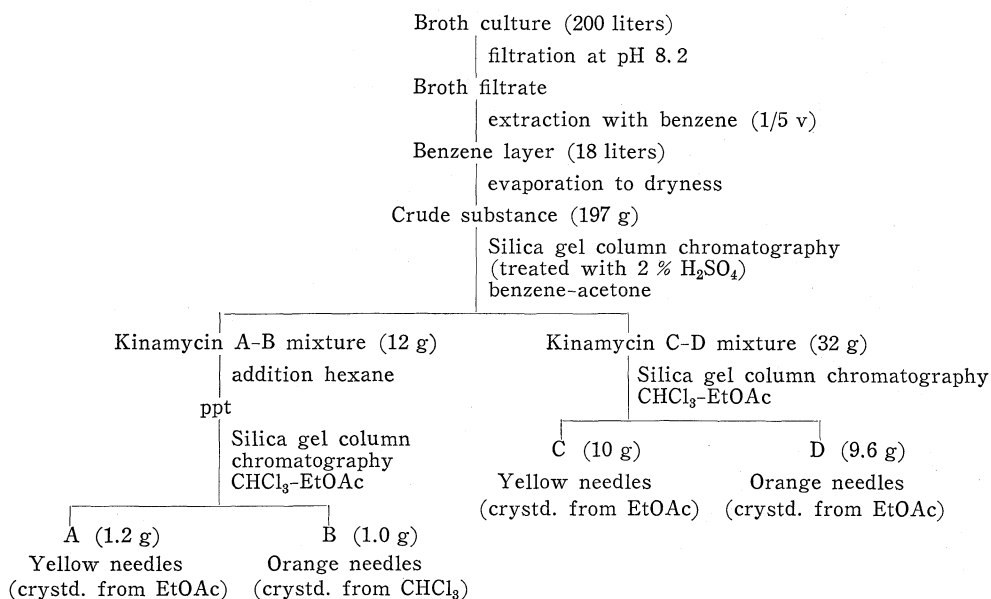 Broth culture (200 liters)
filtration at pH 8.2
Broth filtrate
extraction with benzene (1/5 v)
Benzene layer (18 liters)
evaporation to dryness
Crude substance (197 g)
Silica gel column chromatography
(treated with 2 % H₂SO₄)
benzene-acetone
Kinamycin A-B mixture (12 g)
addition hexane
ppt
Silica gel column
chromatography
CHCl₃-EtOAc
A (1.2 g)
Yellow needles
(crystd. from EtOAc)
B (1.0 g)
Orange needles
(crystd. from CHCl₃)
Kinamycin C-D mixture (32 g)
Silica gel column chromatography
CHCl₃-EtOAc
C (10 g)
Yellow needles
(crystd. from EtOAc)
D (9.6 g)
Orange needles
(crystd. from EtOAc)